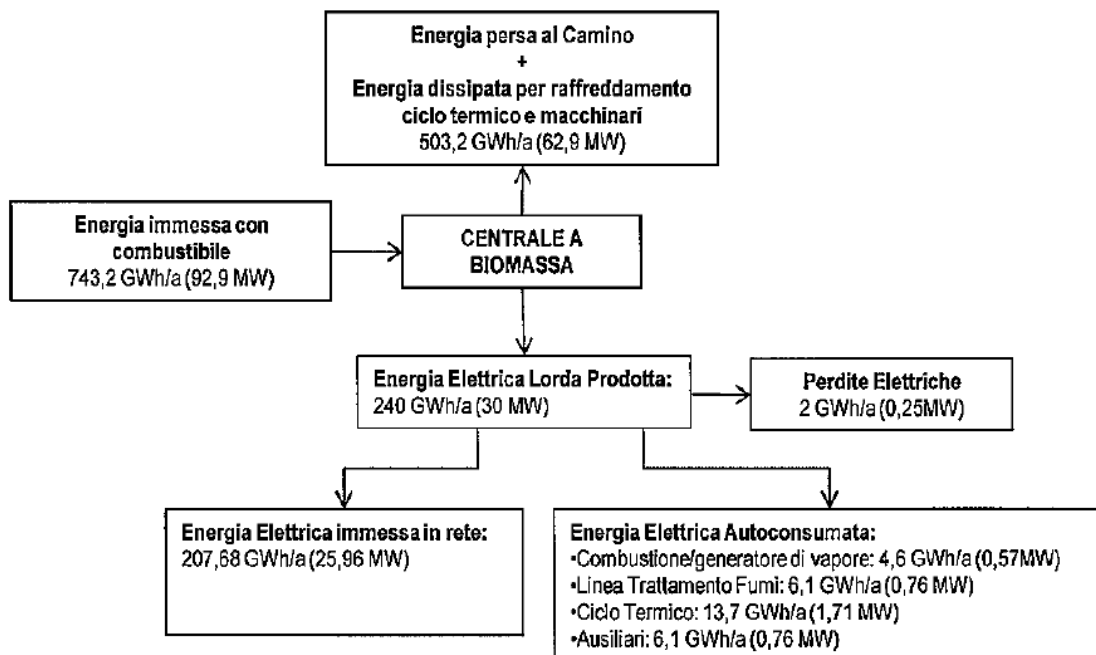 Energia persa al Camino
+
Energia dissipata per raffreddamento
ciclo termico e macchinari
503,2 GWh/a (62,9 MW)
Energia immessa con
combustibile
743,2 GWh/a (92,9 MW)
CENTRALE A
BIOMASSA
Energia Elettrica Lorda Prodotta:
240 GWh/a (30 MW)
Perdite Elettriche
2 GWh/a (0,25MW)
Energia Elettrica immessa in rete:
207,68 GWh/a (25,96 MW)
Energia Elettrica Autoconsumata:
•Combustione/generatore di vapore: 4,6 GWh/a (0,57MW)
•Linea Trattamento Fumi: 6,1 GWh/a (0,76 MW)
•Ciclo Termico: 13,7 GWh/a (1,71 MW)
•Ausiliari: 6,1 GWh/a (0,76 MW)